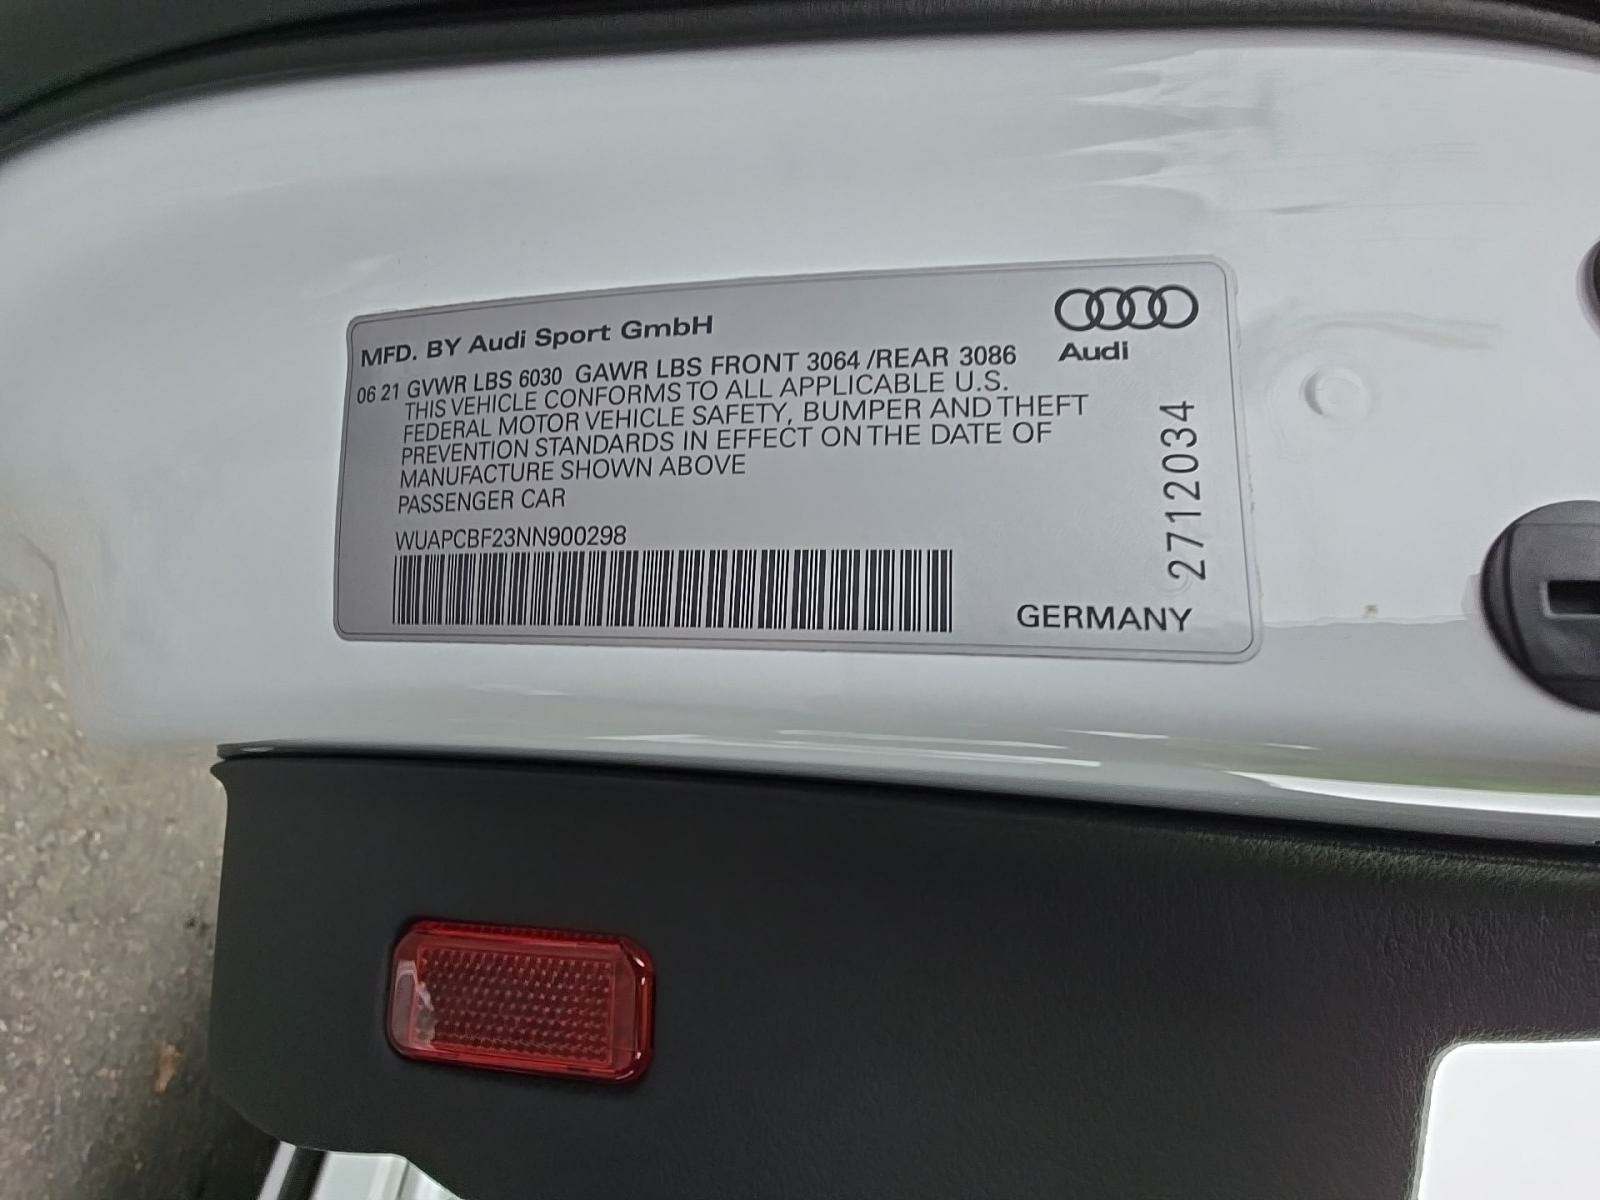 MFD. BY Audi Sport GmbH
Audi
06 21 GVWR LBS 6030 GAWR LBS FRONT 3064 /REAR 3086
THIS VEHICLE CONFORMS TO ALL APPLICABLE U.S.
FEDERAL MOTOR VEHICLE SAFETY, BUMPER AND THEFT
PREVENTION STANDARDS IN EFFECT ON THE DATE OF
MANUFACTURE SHOWN ABOVE
PASSENGER CAR
WUAPCBF23NN900298
2712034
GERMANY